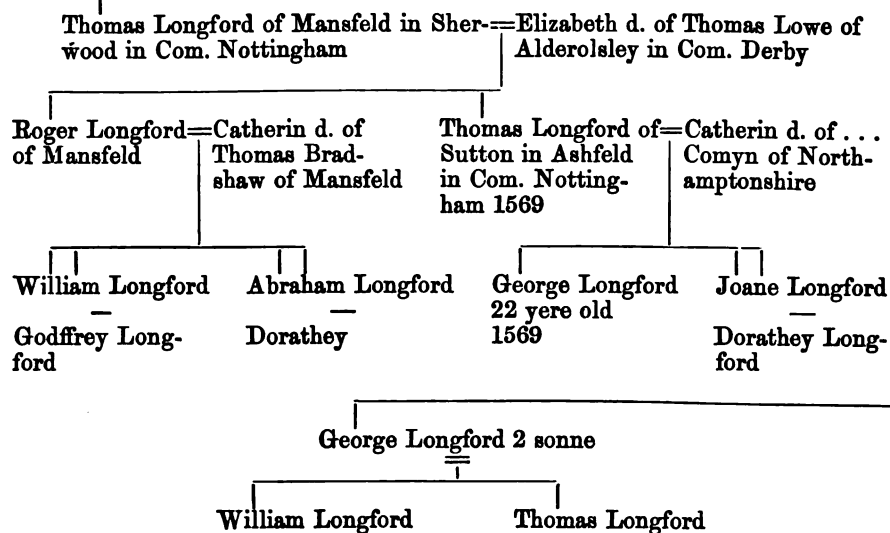 Thomas Longford of Mansfeld in Sher-=Elizabeth d. of Thomas Lowe of
wood in Com. Nottingham
Alderolsley in Com. Derby
Roger Longford=Catherin d. of
of Mansfeld
Thomas Brad-
shaw of Mansfeld
Thomas Longford of=Catherin d. of . . .
Sutton in Ashfeld
in Com. Notting-
ham 1569
Comyn of North-
amptonshire
William Longford
—
Godffrey Long-
ford
Abraham Longford
—
Dorathey
George Longford
22 yere old
1569
Joane Longford
—
Dorathey Long-
ford
George Longford 2 sonne
=
William Longford
Thomas Longford